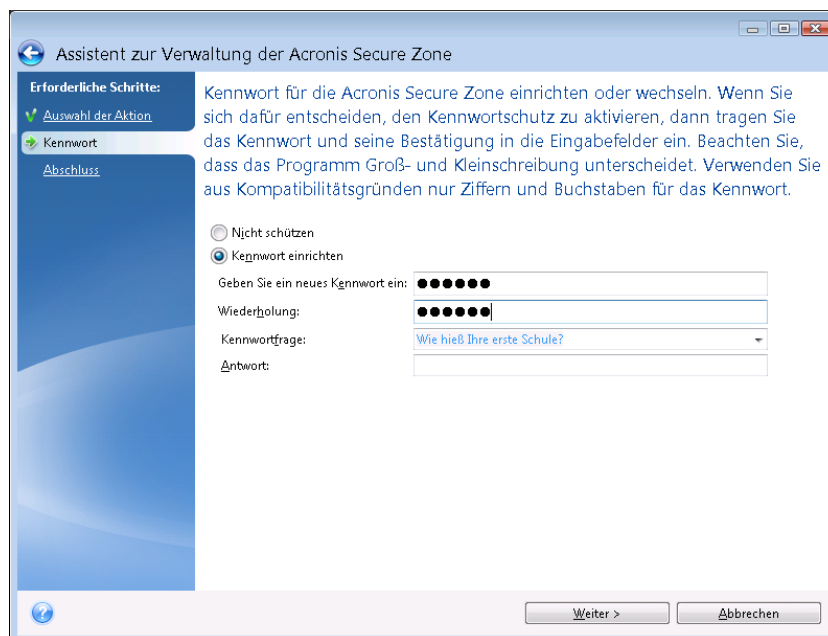 Assistent zur Verwaltung der Acronis Secure Zone
Erforderliche Schritte:
Auswahl der Aktion
Kennwort
Abschluss
Kennwort für die Acronis Secure Zone einrichten oder wechseln. Wenn Sie
sich dafür entscheiden, den Kennwortschutz zu aktivieren, dann tragen Sie
das Kennwort und seine Bestätigung in die Eingabefelder ein. Beachten Sie,
dass das Programm Groß- und Kleinschreibung unterscheidet. Verwenden Sie
aus Kompatibilitätsgründen nur Ziffern und Buchstaben für das Kennwort.
Nicht schützen
Kennwort einrichten
Geben Sie ein neues Kennwort ein: ●●●●●●
Wiederholung: ●●●●●●
Kennwortfrage: Wie hieß Ihre erste Schule?
Antwort:
Weiter > Abbrechen